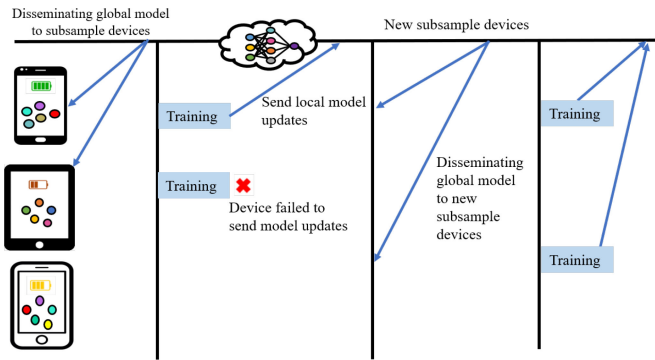 Disseminating global model
to subsample devices
New subsample devices
Training
Send local model
updates
Training
Device failed to
send model updates
Disseminating
global model
to new
subsample
devices
Training
Training